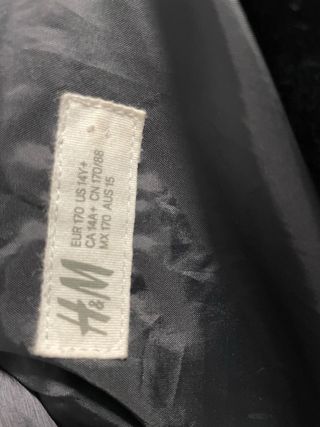 H&M
EUR 170 US 14Y+
CA 14A+ CN 170/88
MX 170 AUS 15